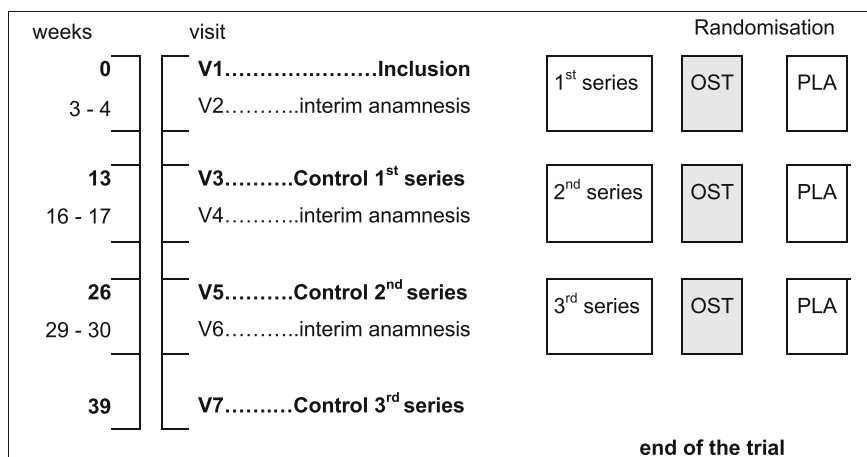 weeks visit Randomisation
0 V1........................Inclusion 1st series OST PLA
3 - 4 V2...........interim anamnesis
13 V3..........Control 1st series 2nd series OST PLA
16 - 17 V4...........interim anamnesis
26 V5..........Control 2nd series 3rd series OST PLA
29 - 30 V6...........interim anamnesis
39 V7..........Control 3rd series
end of the trial